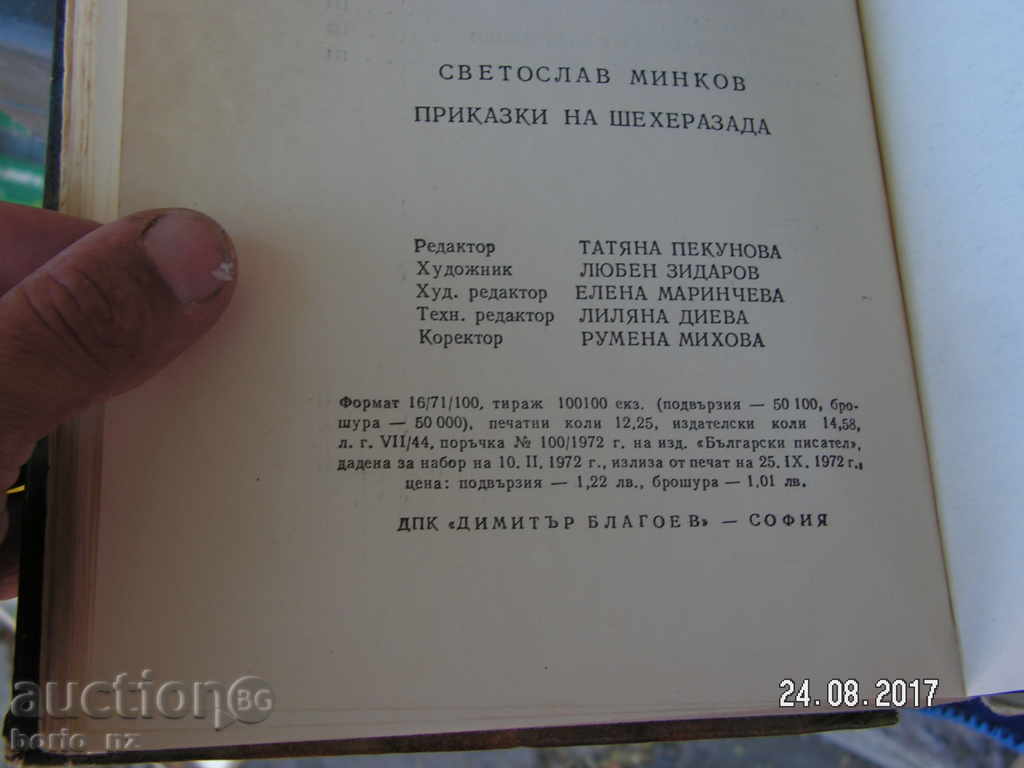 СВЕТОСЛАВ МИНКОВ
ПРИКАЗКИ НА ШЕХЕРАЗАДА
Редактор ТАТЯНА ПЕКУНОВА
Художник ЛЮБЕН ЗИДАРОВ
Худ. редактор ЕЛЕНА МАРИНЧЕВА
Техн. редактор ЛИЛЯНА ДИЕВА
Коректор РУМЕНА МИХОВА
Формат 16/71/100, тираж 100100 екз. (подвързия — 50 100, бро-
шура — 50 000), печатни коли 12,25, издателски коли 14,58,
л. г. VII/44, поръчка № 100/1972 г. на изд. «Български писател»,
дадена за набор на 10. II. 1972 г., излиза от печат на 25. IX. 1972 г.,
цена: подвързия — 1,22 лв., брошура — 1,01 лв.
ДПК «ДИМИТЪР БЛАГОЕВ» — СОФИЯ
24.08.2017
auction BG
borio_nz